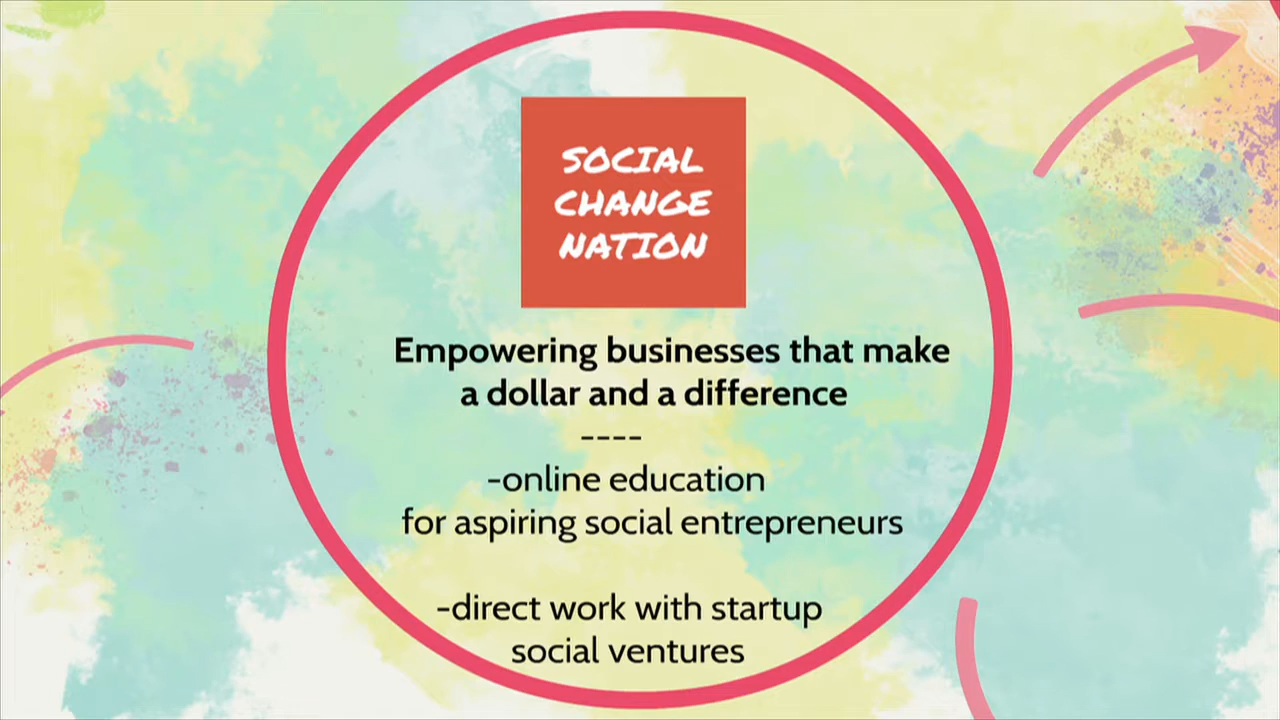 SOCIAL
CHANGE
NATION
Empowering businesses that make
a dollar and a difference
----
-online education
for aspiring social entrepreneurs
-direct work with startup
social ventures